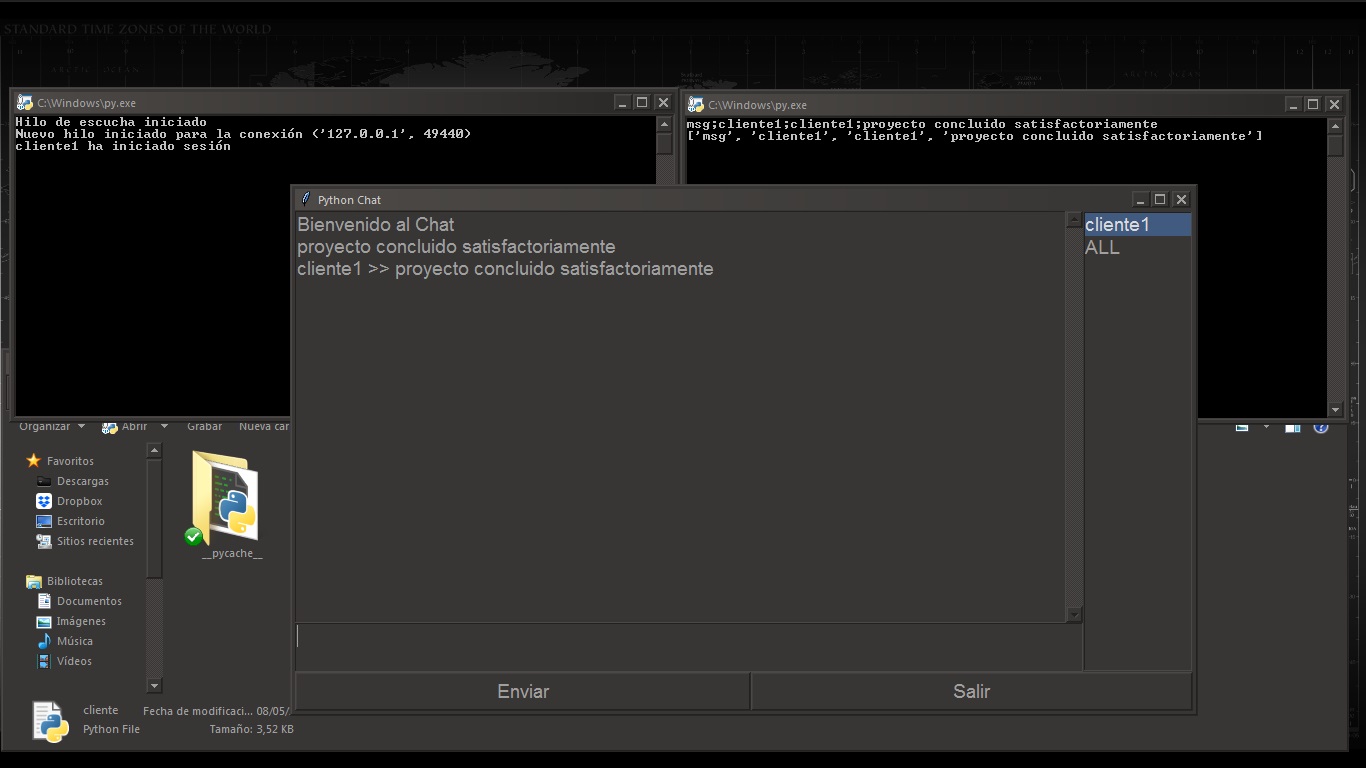 STANDARD TIME ZONES OF THE WORLD
ARCTIC OCEAN
ARCTIC OCEAN
C:\Windows\py.exe
Hilo de escucha iniciado
Nuevo hilo iniciado para la conexión ('127.0.0.1', 49440)
cliente1 ha iniciado sesión
C:\Windows\py.exe
msg;cliente1;cliente1;proyecto concluido satisfactoriamente
['msg', 'cliente1', 'cliente1', 'proyecto concluido satisfactoriamente']
Python Chat
Bienvenido al Chat
proyecto concluido satisfactoriamente
cliente1 >> proyecto concluido satisfactoriamente
cliente1
ALL
Enviar
Salir
Organizar
Abrir
Grabar
Nueva car
Favoritos
Descargas
Dropbox
Escritorio
Sitios recientes
Bibliotecas
Documentos
Imágenes
Música
Vídeos
__pycache__
cliente
Python File
Fecha de modificaci... 08/05/
Tamaño: 3,52 KB